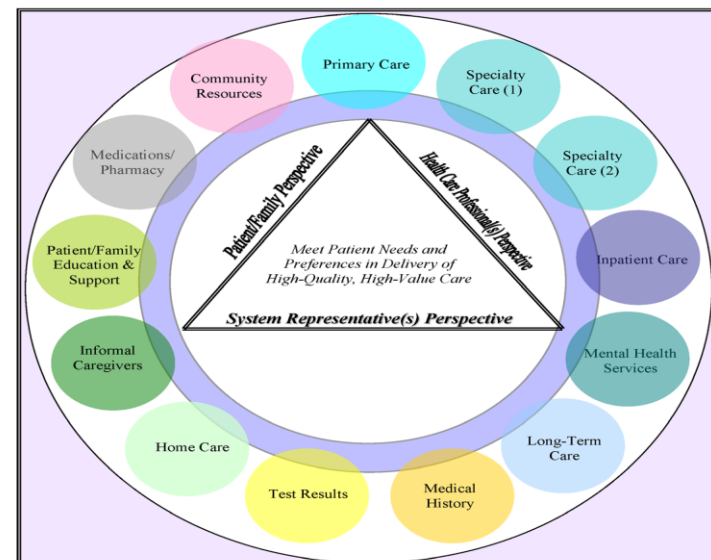 Primary Care
Community
Resources
Specialty
Care (1)
Medications/
Pharmacy
Specialty
Care (2)
Patient/Family Perspective
Health Care Professional(s) Perspective
Patient/Family
Education &
Support
Meet Patient Needs and
Preferences in Delivery of
High-Quality, High-Value Care
Inpatient Care
System Representative(s) Perspective
Informal
Caregivers
Mental Health
Services
Home Care
Long-Term
Care
Test Results
Medical
History